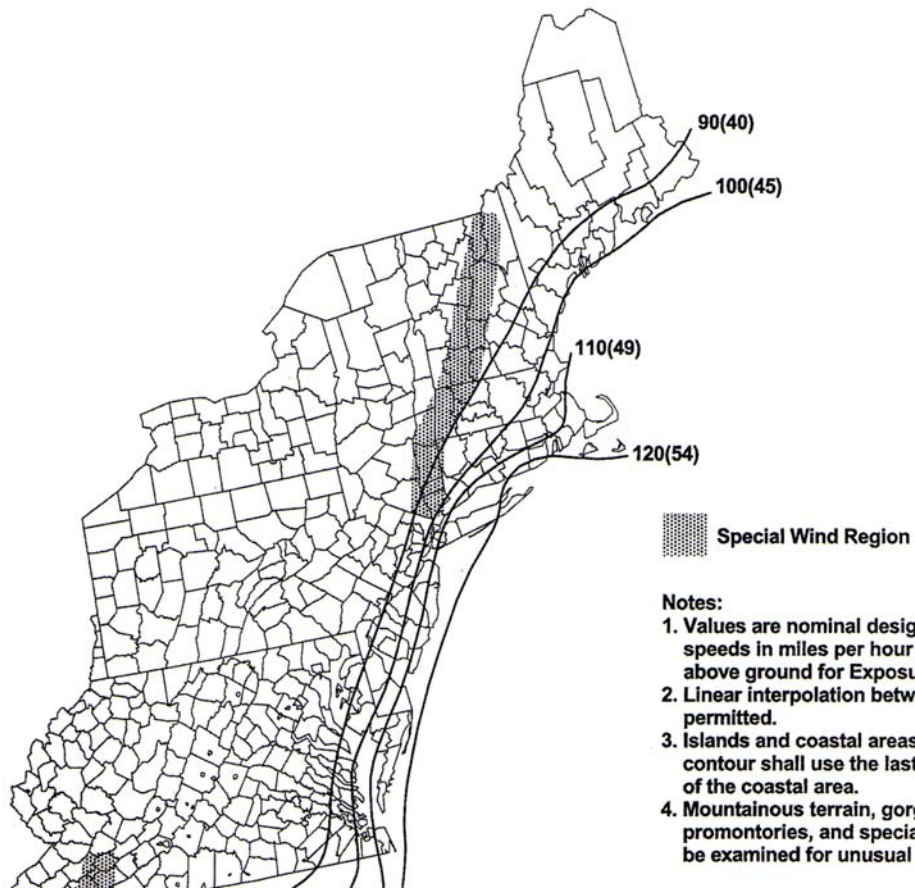 90(40)
100(45)
110(49)
120(54)
Special Wind Region
Notes:
1. Values are nominal desig
speeds in miles per hour
above ground for Exposu
2. Linear interpolation betw
permitted.
3. Islands and coastal areas
contour shall use the last
of the coastal area.
4. Mountainous terrain, gorg
promontories, and specia
be examined for unusual